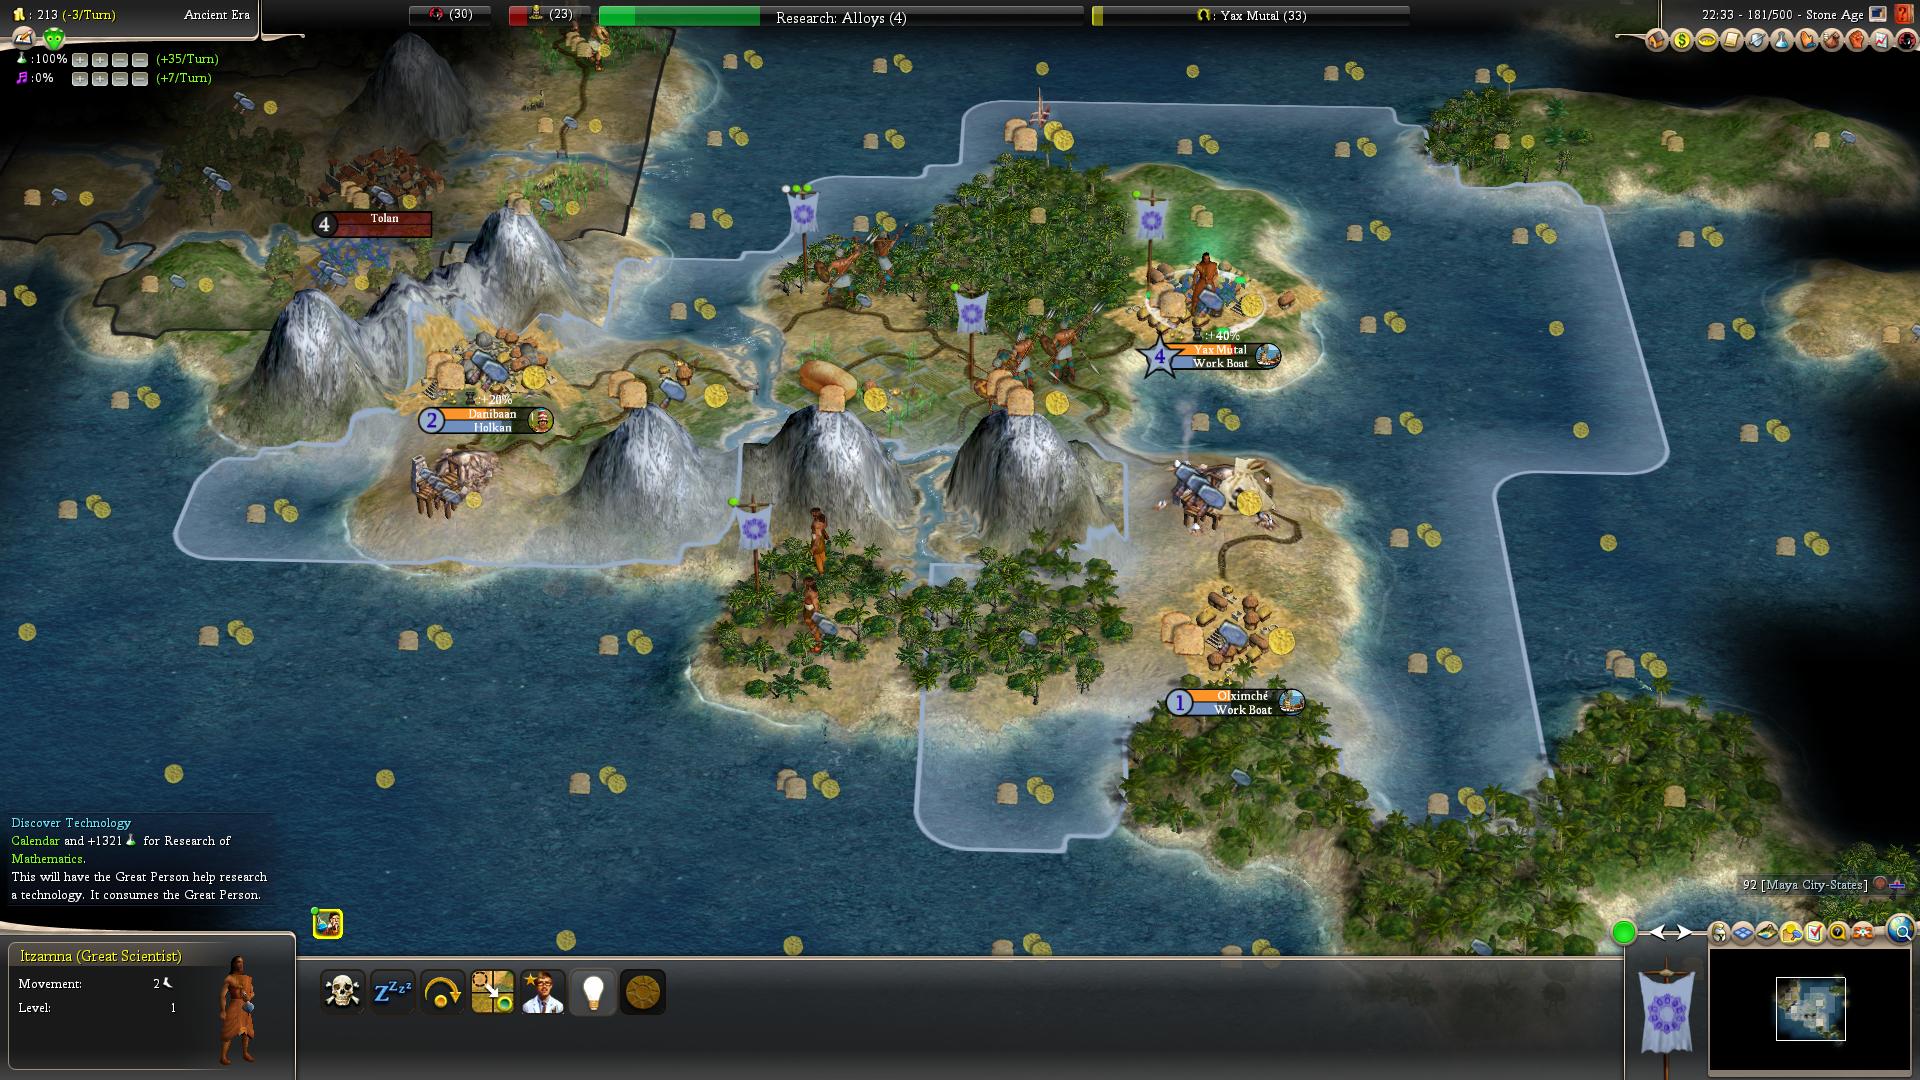 : 213 (-3/Turn)
Ancient Era
(30)
(23)
Research: Alloys (4)
: Yax Mutal (33)
22:33 - 181/500 - Stone Age
:100%
(+35/Turn)
:0%
(+7/Turn)
4
Tolan
:+40%
4
Yax Mutal
Work Boat
:+20%
2
Danibaan
Holkan
1
Olximché
Work Boat
Discover Technology
Calendar and +1321 for Research of
Mathematics.
This will have the Great Person help research
a technology. It consumes the Great Person.
92 [Maya City-States]
Itzamna (Great Scientist)
Movement: 2
Level: 1
ZZzzz